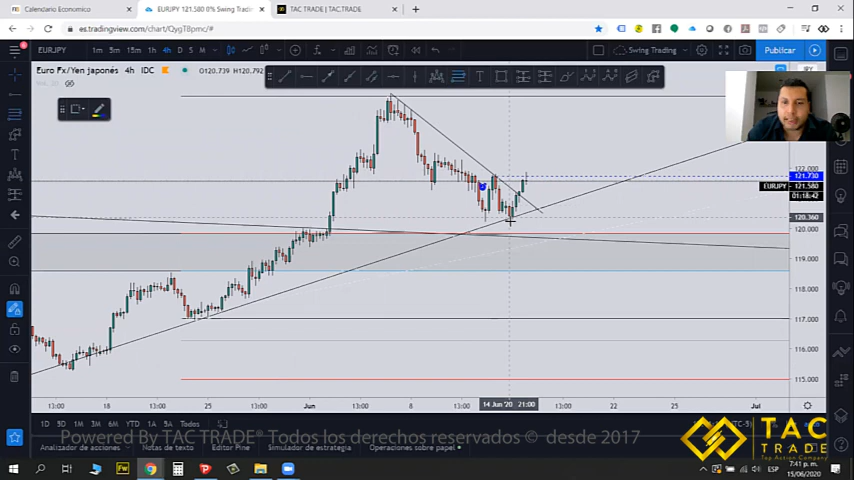 Calendario Economico
EURJPY 121.580 0% Swing Tradin
TAC TRADE | TAC.TRADE
es.tradingview.com/chart/QygTBpmc/#
EURJPY
1m 5m 15m 1h 4h D S M
Swing Trading
Publicar
Euro Fx/Yen japonés 4h IDC
O120.739 H120.792
122.000
121.730
EURJPY
121.580
01:18:42
120.360
120.000
119.000
118.000
117.000
116.000
115.000
13:00 18 13:00 25 13:00 Jun 13:00 8 13:00 14 Jun '20 21:00 13:00 22 25 Jul
1D 5D 1M 3M 6M YTD 1A 5A Todos
Powered By TAC TRADE® Todos los derechos reservados © desde 2017
Analizador de acciones
Notas de texto
Editor Pine
Simulador de estrategia
Opciones sobre papel
TAC
TRADE
Top Action Company
Fw
ESP
7:41 p. m.
15/06/2020